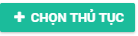 + CHỌN THỦ TỤC